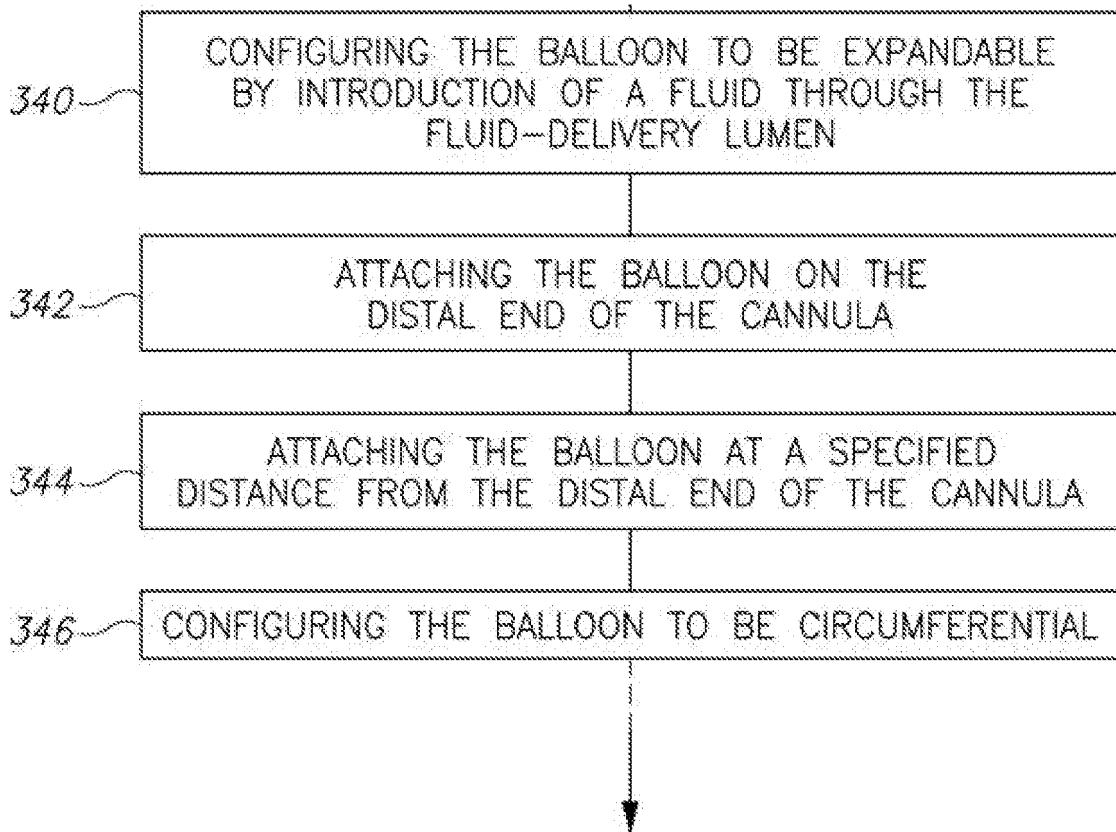 340
CONFIGURING THE BALLOON TO BE EXPANDABLE
BY INTRODUCTION OF A FLUID THROUGH THE
FLUID-DELIVERY LUMEN
342
ATTACHING THE BALLOON ON THE
DISTAL END OF THE CANNULA
344
ATTACHING THE BALLOON AT A SPECIFIED
DISTANCE FROM THE DISTAL END OF THE CANNULA
346
CONFIGURING THE BALLOON TO BE CIRCUMFERENTIAL